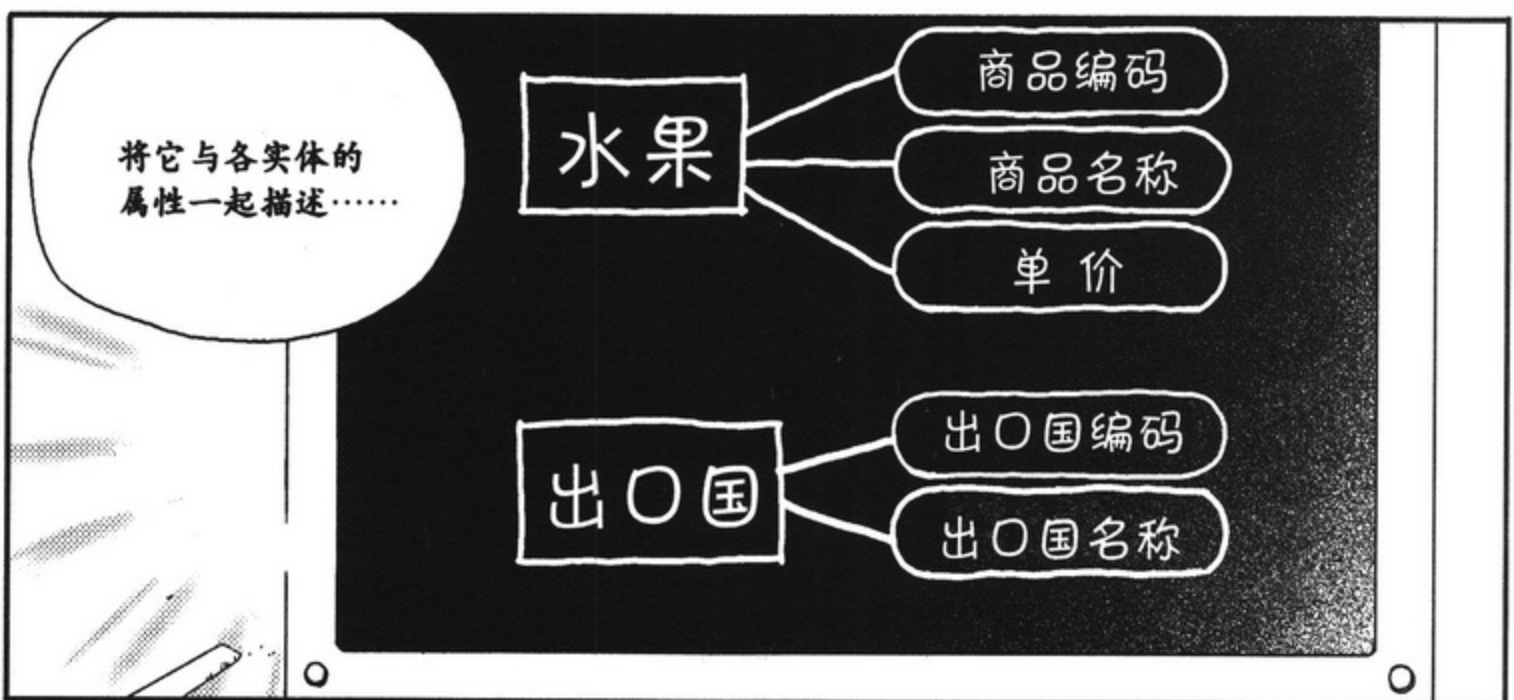 将它与各实体的
属性一起描述……
水果
商品编码
商品名称
单价
出口国
出口国编码
出口国名称